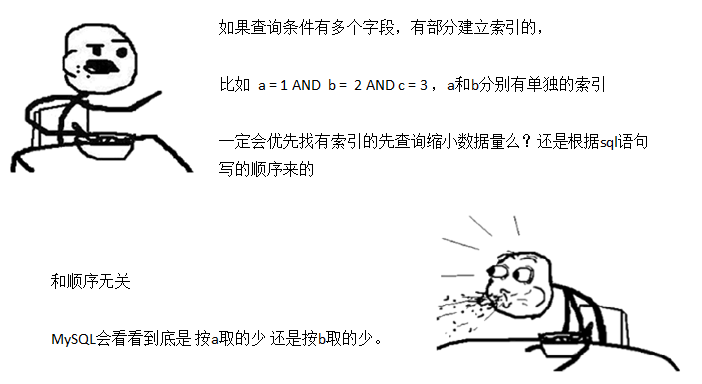 如果查询条件有多个字段，有部分建立索引的，
比如 a = 1 AND b = 2 AND c = 3 ，a和b分别有单独的索引
一定会优先找有索引的先查询缩小数据量么？还是根据sql语句
写的顺序来的
和顺序无关
MySQL会看看到底是 按a取的少 还是按b取的少。